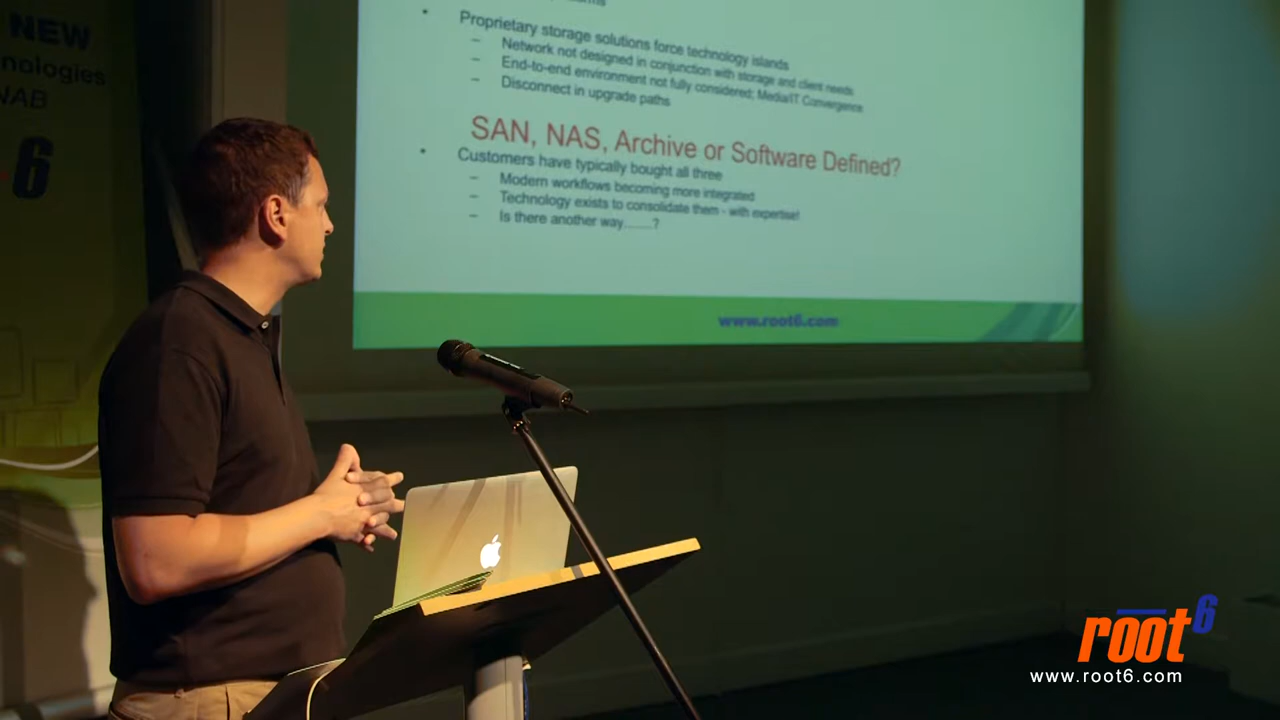 NEW
nologies
NAB
6
Proprietary storage solutions force technology islands
Network not designed in conjunction with storage and client needs
End-to-end environment not fully considered; Media/IT Convergence
Disconnect in upgrade paths
SAN, NAS, Archive or Software Defined?
Customers have typically bought all three
Modern workflows becoming more integrated
Technology exists to consolidate them - with expertise!
Is there another way.......?
www.root6.com
root6
www.root6.com